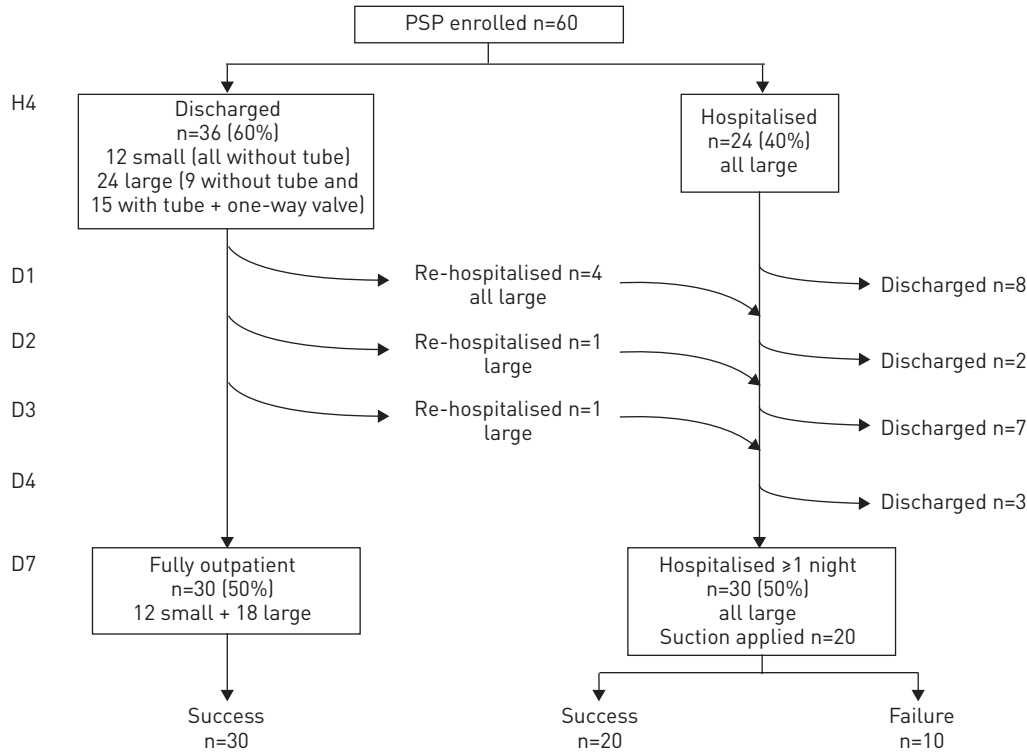 PSP enrolled n=60
H4
Discharged
n=36 (60%)
12 small (all without tube)
24 large (9 without tube and
15 with tube + one-way valve)
Hospitalised
n=24 (40%)
all large
D1
Re-hospitalised n=4
all large
Discharged n=8
D2
Re-hospitalised n=1
large
Discharged n=2
D3
Re-hospitalised n=1
large
Discharged n=7
D4
Discharged n=3
D7
Fully outpatient
n=30 (50%)
12 small + 18 large
Hospitalised ⩾1 night
n=30 (50%)
all large
Suction applied n=20
Success
n=30
Success
n=20
Failure
n=10